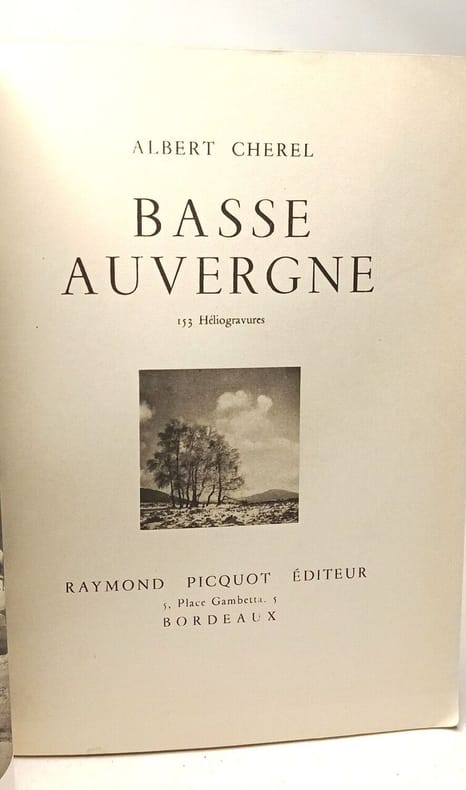 ALBERT CHEREL
BASSE
AUVERGNE
153 Héliogravures
RAYMOND PICQUOT ÉDITEUR
5, Place Gambetta, 5
BORDEAUX